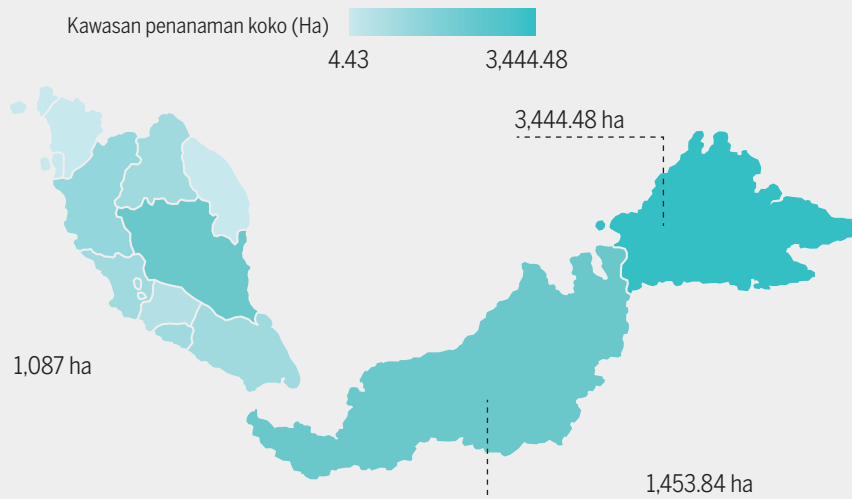 Kawasan penanaman koko (Ha)
4.43 3,444.48
3,444.48 ha
1,087 ha
1,453.84 ha